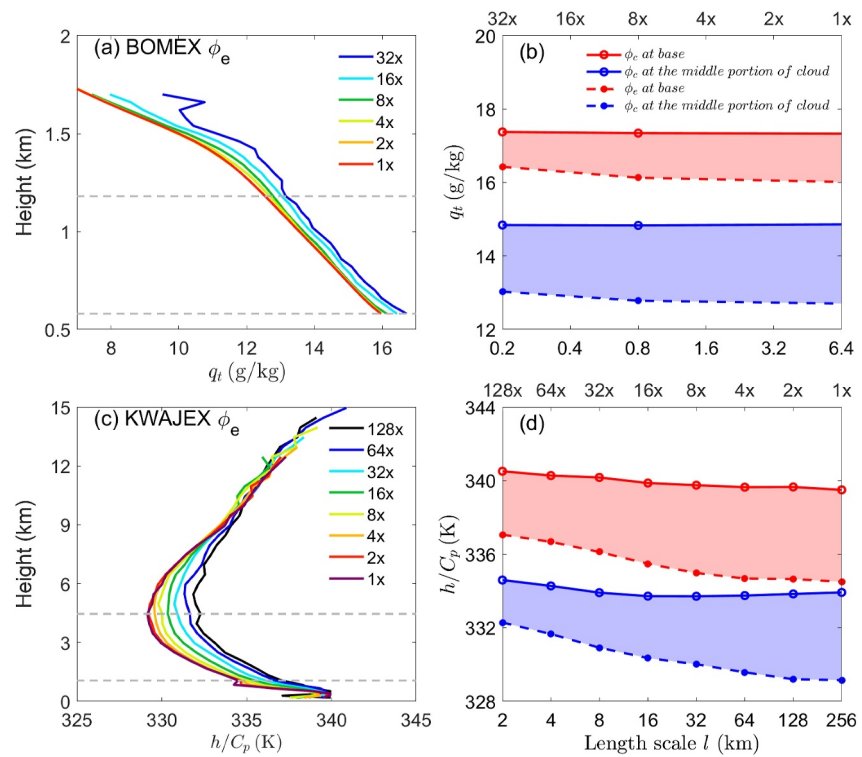 (a) BOMEX ϕe
2
1.5
1
0.5
Height (km)
8 10 12 14 16
qt (g/kg)
32x
16x
8x
4x
2x
1x
32x 16x 8x 4x 2x 1x
(b)
20
18
16
14
12
qt (g/kg)
ϕc at base
ϕc at the middle portion of cloud
ϕe at base
ϕc at the middle portion of cloud
0.2 0.4 0.8 1.6 3.2 6.4
(c) KWAJEX ϕe
15
12
9
6
3
0
Height (km)
325 330 335 340 345
h/Cp (K)
128x
64x
32x
16x
8x
4x
2x
1x
128x 64x 32x 16x 8x 4x 2x 1x
(d)
344
340
336
332
328
h/Cp (K)
2 4 8 16 32 64 128 256
Length scale l (km)